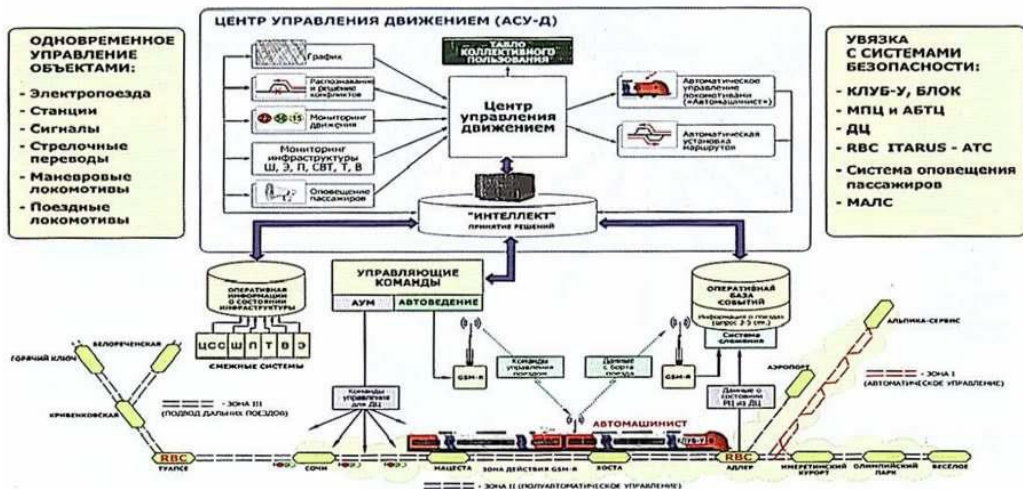 ЦЕНТР УПРАВЛЕНИЯ ДВИЖЕНИЕМ (АСУ-Д)
ОДНОВРЕМЕННОЕ
УПРАВЛЕНИЕ
ОБЪЕКТАМИ:
- Электропоезда
- Станции
- Сигналы
- Стрелочные
переводы
- Маневровые
локомотивы
- Поездные
локомотивы
График
Распознавание
и решение
конфликтов
Мониторинг
движения
Мониторинг
инфраструктуры
Ш, Э, П, СВТ, Т, В
Оповещение
пассажиров
ТАБЛО
КОЛЛЕКТИВНОГО
ПОЛЬЗОВАНИЯ
Центр
управления
движением
Автоматическое
управление
локомотивами
(«Автомашинист»)
Автоматическая
установка
маршрутов
"ИНТЕЛЛЕКТ"
ПРИНЯТИЕ РЕШЕНИЙ
УВЯЗКА
С СИСТЕМАМИ
БЕЗОПАСНОСТИ:
- КЛУБ-У, БЛОК
- МПЦ и АБТЦ
- ДЦ
- RBC ITARUS - ATC
- Система оповещения
пассажиров
- МАЛС
ОПЕРАТИВНАЯ
ИНФОРМАЦИИ
О СОСТОЯНИИ
ИНФРАСТРУКТУРЫ
ЦСС Ш П Т В Э
СМЕЖНЫЕ СИСТЕМЫ
УПРАВЛЯЮЩИЕ
КОМАНДЫ
АУМ
АВТОВЕДЕНИЕ
GSM-R
Команды
управления
поездом
Данные
с борта
поезда
GSM-R
ОПЕРАТИВНАЯ
БАЗА
СОБЫТИЙ
Информация о поездах
Система
слежения
Команды
управления
для ДЦ
Данные о
состоянии
РЦ из ДЦ
ГОРЯЧИЙ КЛЮЧ
БЕЛОРЕЧЕНСКАЯ
КРИВЕНКОВСКАЯ
- ЗОНА III
(ПОДВОД ДАЛЬНИХ ПОЕЗДОВ)
АЛЬПИКА-СЕРВИС
АЭРОПОРТ
- ЗОНА I
(АВТОМАТИЧЕСКОЕ УПРАВЛЕНИЕ)
АВТОМАШИНИСТ
КЛУБ-У
RBC
ТУАПСЕ
СОЧИ
МАЦЕСТА
ЗОНА ДЕЙСТВИЯ GSM-R
ХОСТА
RBC
АДЛЕР
ИМЕРЕТИНСКИЙ
КУРОРТ
ОЛИМПИЙСКИЙ
ПАРК
ВЕСЁЛОЕ
- ЗОНА II (ПОЛУАВТОМАТИЧЕСКОЕ УПРАВЛЕНИЕ)